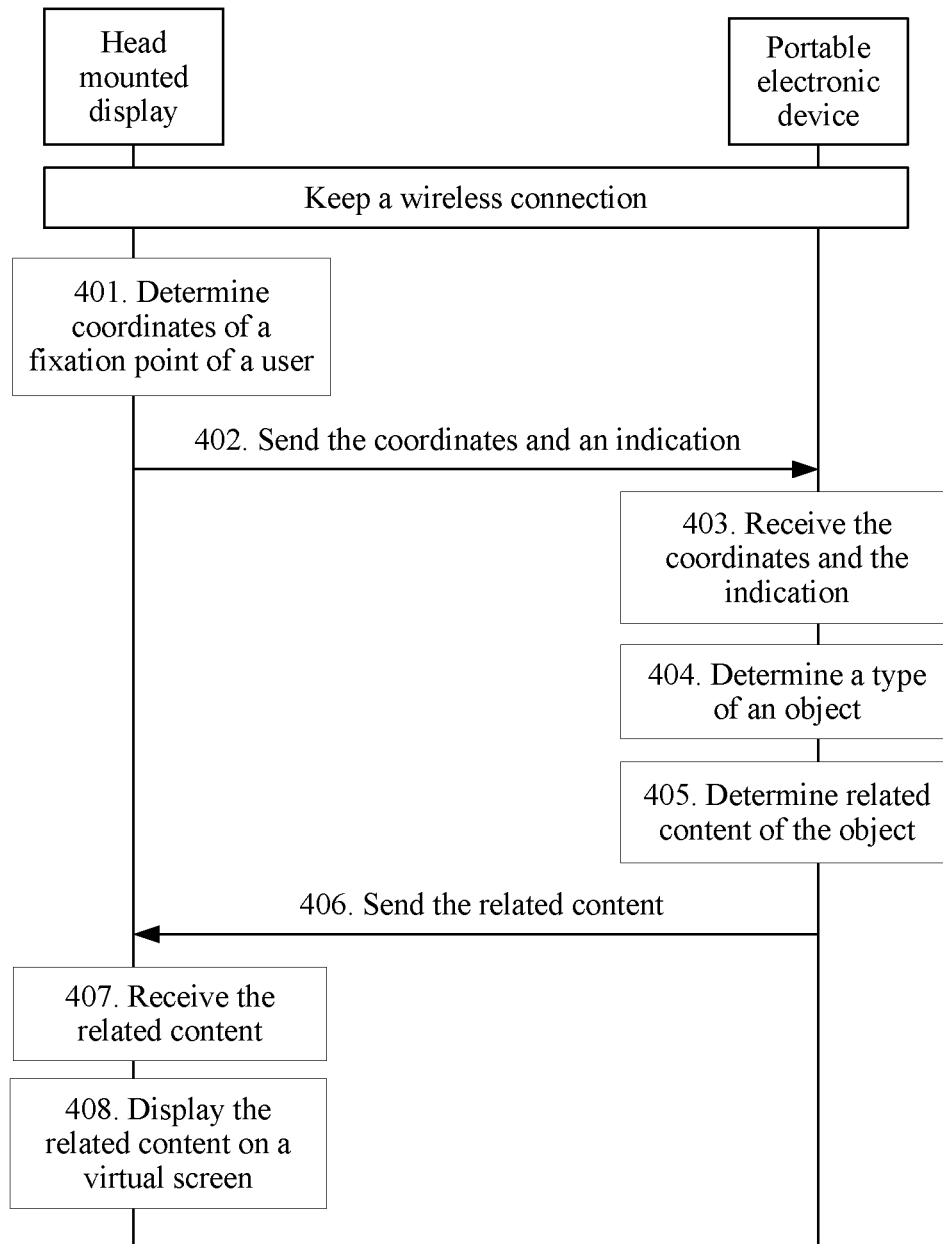 Head
mounted
display
Portable
electronic
device
Keep a wireless connection
401. Determine
coordinates of a
fixation point of a user
402. Send the coordinates and an indication
403. Receive the
coordinates and the
indication
404. Determine a type
of an object
405. Determine related
content of the object
406. Send the related content
407. Receive the
related content
408. Display the
related content on a
virtual screen